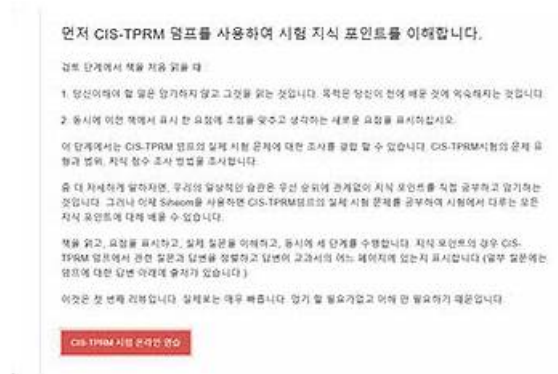 먼저 CIS-TPRM 덤프를 사용하여 시험 지식 포인트를 이해합니다.
검토 단계에서 책을 처음 읽을 때 :
1. 당신이해야 할 일은 암기하지 않고 그것을 읽는 것입니다. 목적은 당신이 전에 배운 것에 익숙해지는 것입니다.
2. 동시에 이전 책에서 표시 한 요점에 초점을 맞추고 생각하는 새로운 요점을 표시하십시오.
이 단계에서는 CIS-TPRM 덤프의 실제 시험 문제에 대한 조사를 결합 할 수 있습니다. CIS-TPRM시험의 문제 유
형과 범위, 지식 점수 조사 방법을 조사합니다.
좀 더 자세하게 말하자면, 우리의 일상적인 습관은 우선 순위에 관계없이 지식 포인트를 직접 공부하고 암기하는
것입니다. 그러나 이제 Siheom을 사용하면 CIS-TPRM덤프의 실제 시험 문제를 공부하여 시험에서 다루는 모든
지식 포인트에 대해 배울 수 있습니다.
책을 읽고, 요점을 표시하고, 실제 질문을 이해하고, 동시에 세 단계를 수행합니다. 지식 포인트의 경우 CIS-
TPRM 덤프에서 관련 질문과 답변을 정렬하고 답변이 교과서의 어느 페이지에 있는지 표시합니다 (일부 질문에는
덤프에 대한 답변 아래에 출처가 있습니다.)
이것은 첫 번째 리뷰입니다. 실제로는 매우 빠릅니다. 암기 할 필요가없고 이해 만 필요하기 때문입니다.
CIS-TPRM 시험 온라인 연습